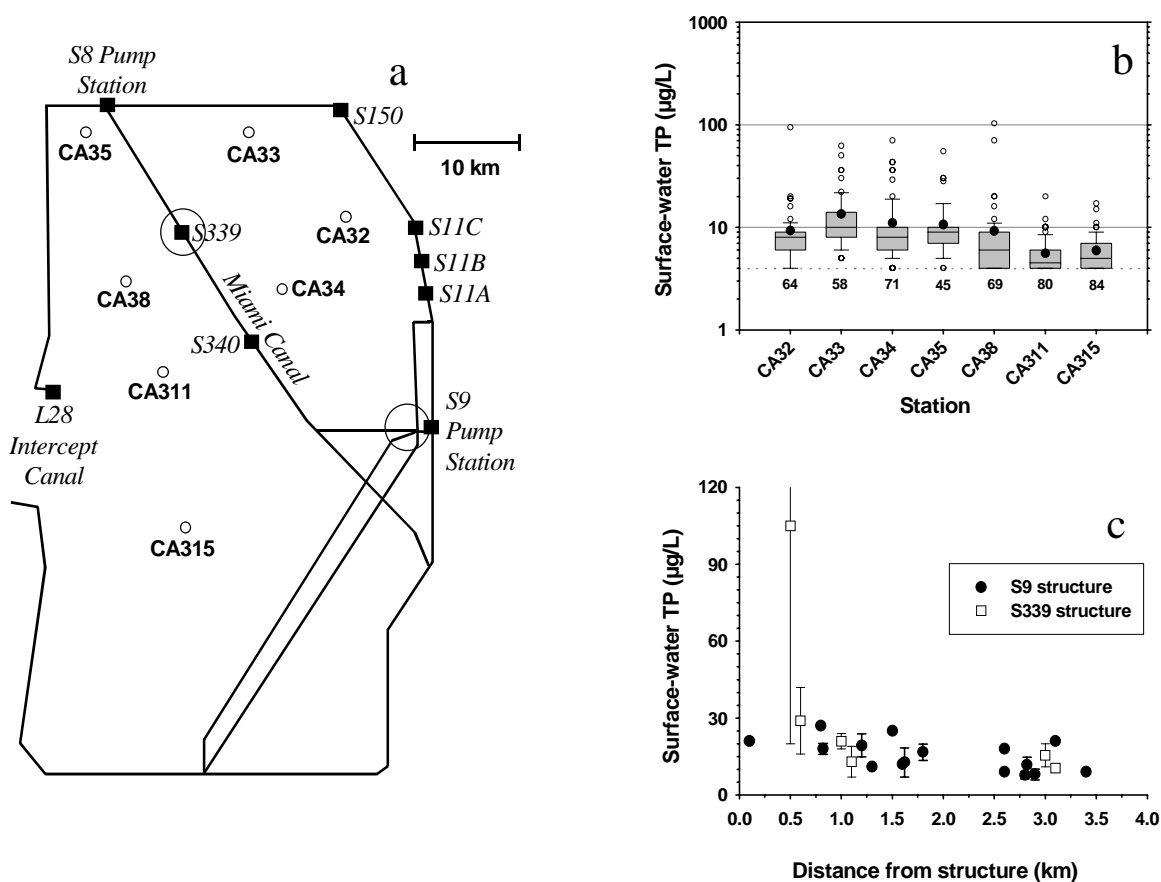 a
S8 Pump
Station
S150
CA35
CA33
10 km
S339
CA32
S11C
S11B
S11A
CA38
CA34
Miami Canal
S340
CA311
L28
Intercept
Canal
S9
Pump
Station
CA315
b
Surface-water TP (µg/L)
1000
100
10
1
64 58 71 45 69 80 84
CA32 CA33 CA34 CA35 CA38 CA311 CA315
Station
c
Surface-water TP (µg/L)
120
90
60
30
0
S9 structure
S339 structure
0.0 0.5 1.0 1.5 2.0 2.5 3.0 3.5 4.0
Distance from structure (km)